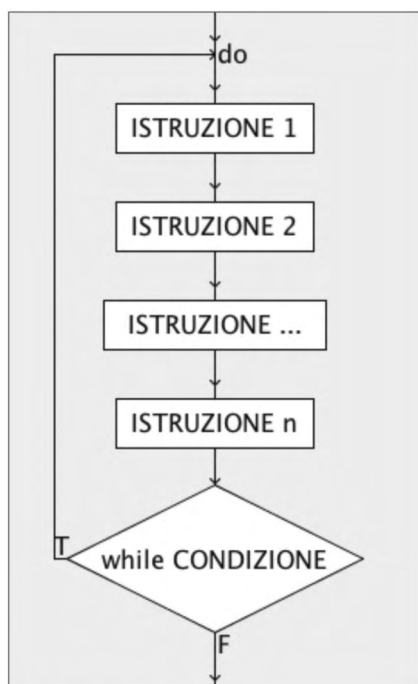 do
ISTRUZIONE 1
ISTRUZIONE 2
ISTRUZIONE ...
ISTRUZIONE n
T
while CONDIZIONE
F